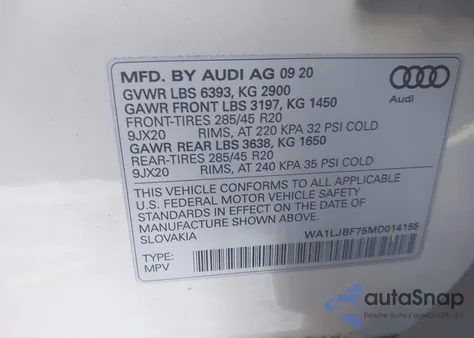 MFD. BY AUDI AG 09 20
GVWR LBS 6393, KG 2900
GAWR FRONT LBS 3197, KG 1450
FRONT-TIRES 285/45 R20
9JX20 RIMS, AT 220 KPA 32 PSI COLD
GAWR REAR LBS 3638, KG 1650
REAR-TIRES 285/45 R20
9JX20 RIMS, AT 240 KPA 35 PSI COLD
Audi
THIS VEHICLE CONFORMS TO ALL APPLICABLE
U.S. FEDERAL MOTOR VEHICLE SAFETY
STANDARDS IN EFFECT ON THE DATE OF
MANUFACTURE SHOWN ABOVE.
SLOVAKIA WA1LJBF75MD014155
TYPE:
MPV
autoSnap